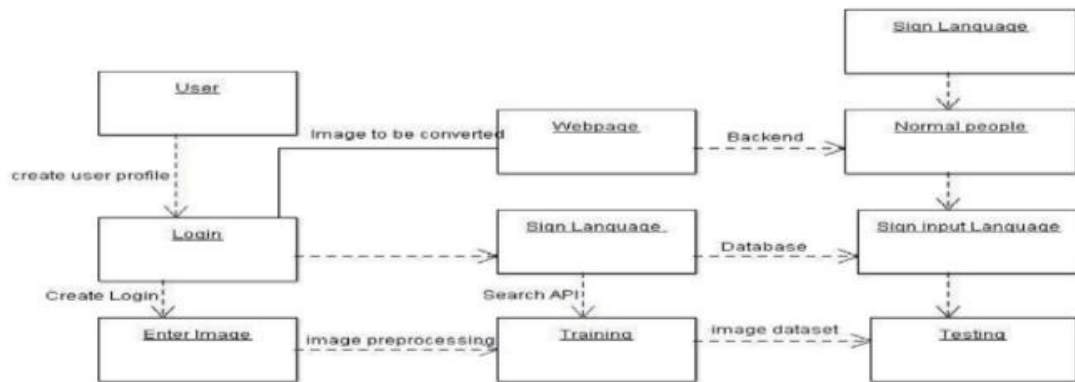 Sign Language
User
Image to be converted
Webpage
Backend
Normal people
create user profile
Login
Sign Language
Database
Sign input Language
Create Login
Search API
Enter Image
image preprocessing
Training
image dataset
Testing